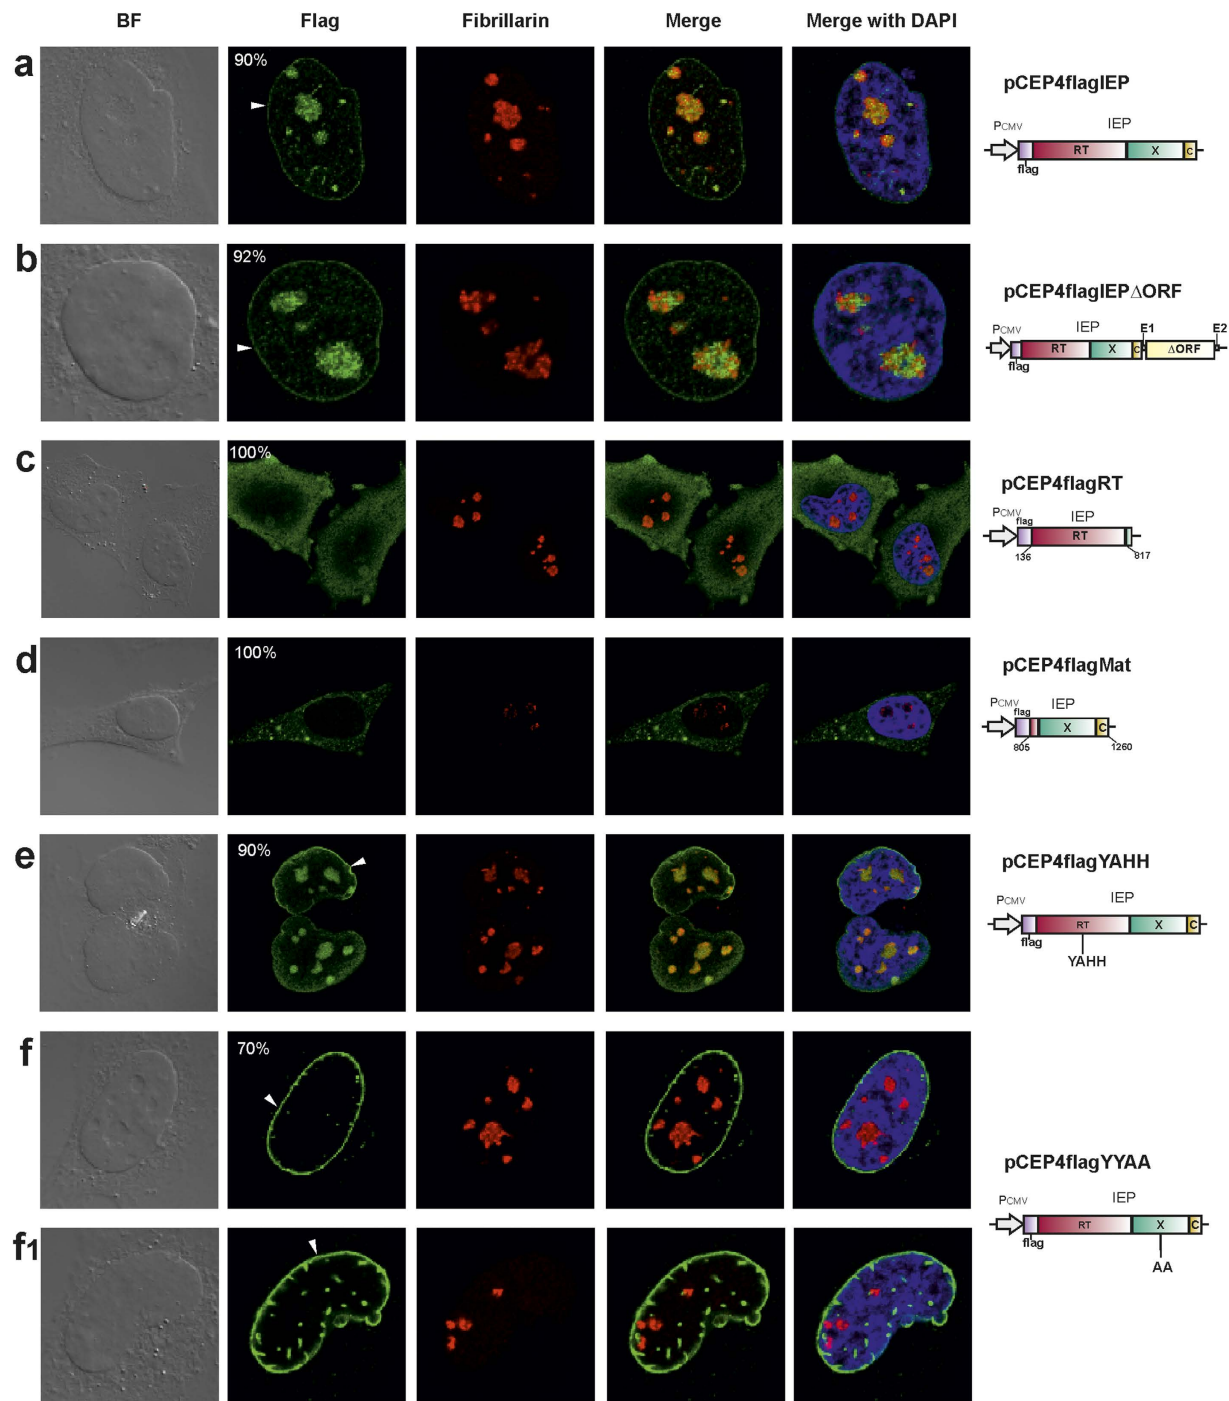 BF Flag Fibrillarin Merge Merge with DAPI
a 90% pCEP4flagIEP
PCMV IEP
RT X C
flag
b 92% pCEP4flagIEPΔORF
PCMV IEP E1 E2
RT X C ΔORF
flag
c 100% pCEP4flagRT
PCMV flag IEP
RT
136 817
d 100% pCEP4flagMat
PCMV flag IEP
X C
805 1260
e 90% pCEP4flagYAHH
PCMV IEP
RT X C
flag
YAHH
f 70%
pCEP4flagYYAA
PCMV IEP
RT X C
flag
AA
f1